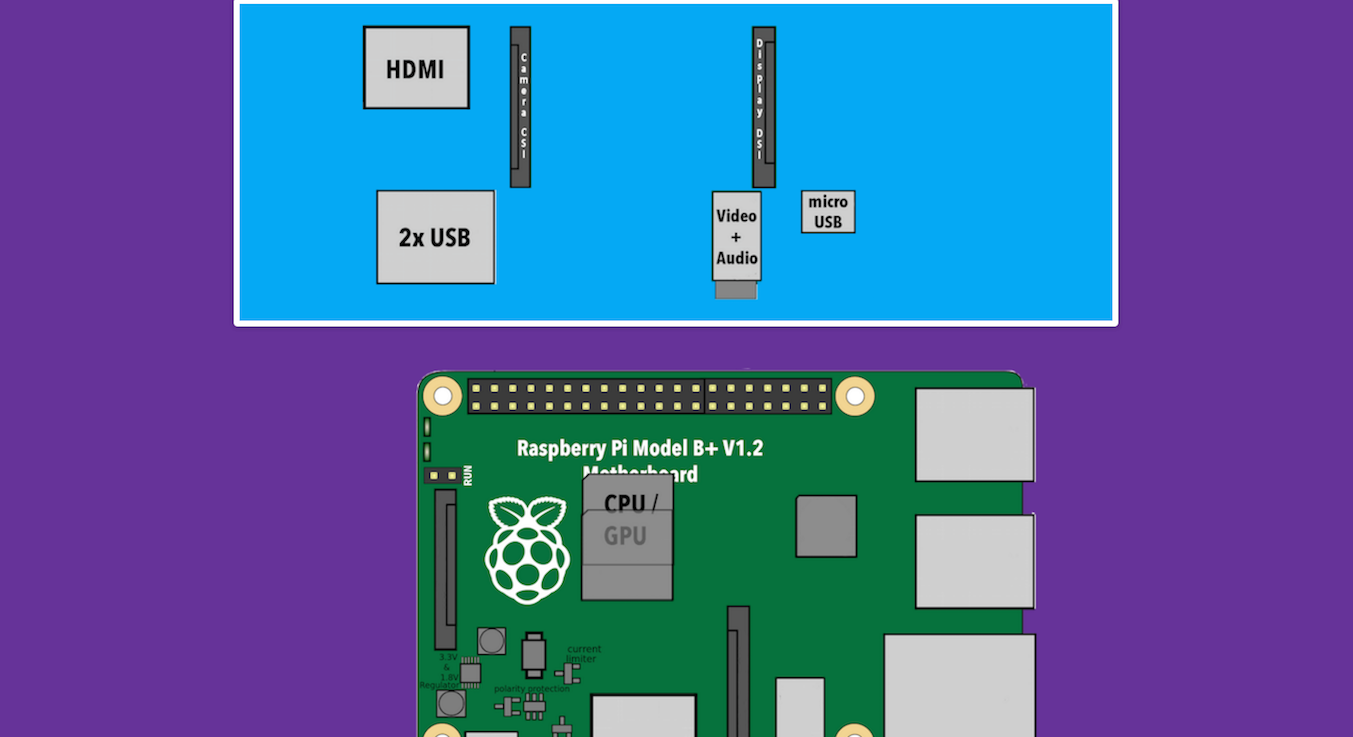 HDMI
Camera CSI
Display DSI
2x USB
Video
+
Audio
micro
USB
Raspberry Pi Model B+ V1.2
Motherboard
RUN
CPU /
GPU
3.3V
&
1.8V
Regulator
current
limiter
polarity protection